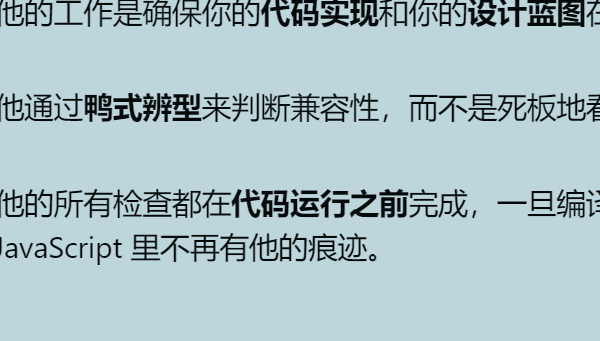 他的工作是确保你的代码实现和你的设计蓝图在
他通过鸭式辨型来判断兼容性，而不是死板地看
他的所有检查都在代码运行之前完成，一旦编译
JavaScript 里不再有他的痕迹。